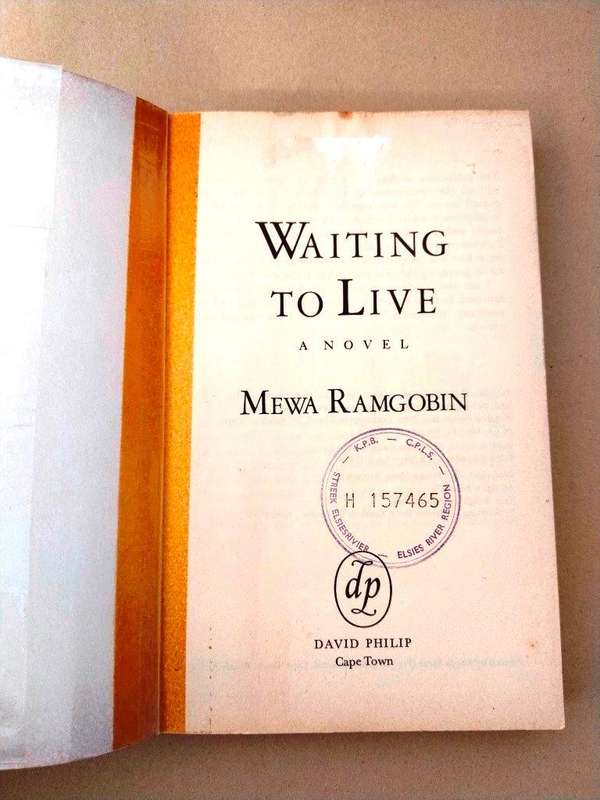 WAITING
TO LIVE
A NOVEL
MEWA RAMGOBIN
— K.P.B. — C.P.L.S. —
H 157465
STREEK ELSIESRIVIER — ELSIES RIVER REGION
dp
DAVID PHILIP
Cape Town